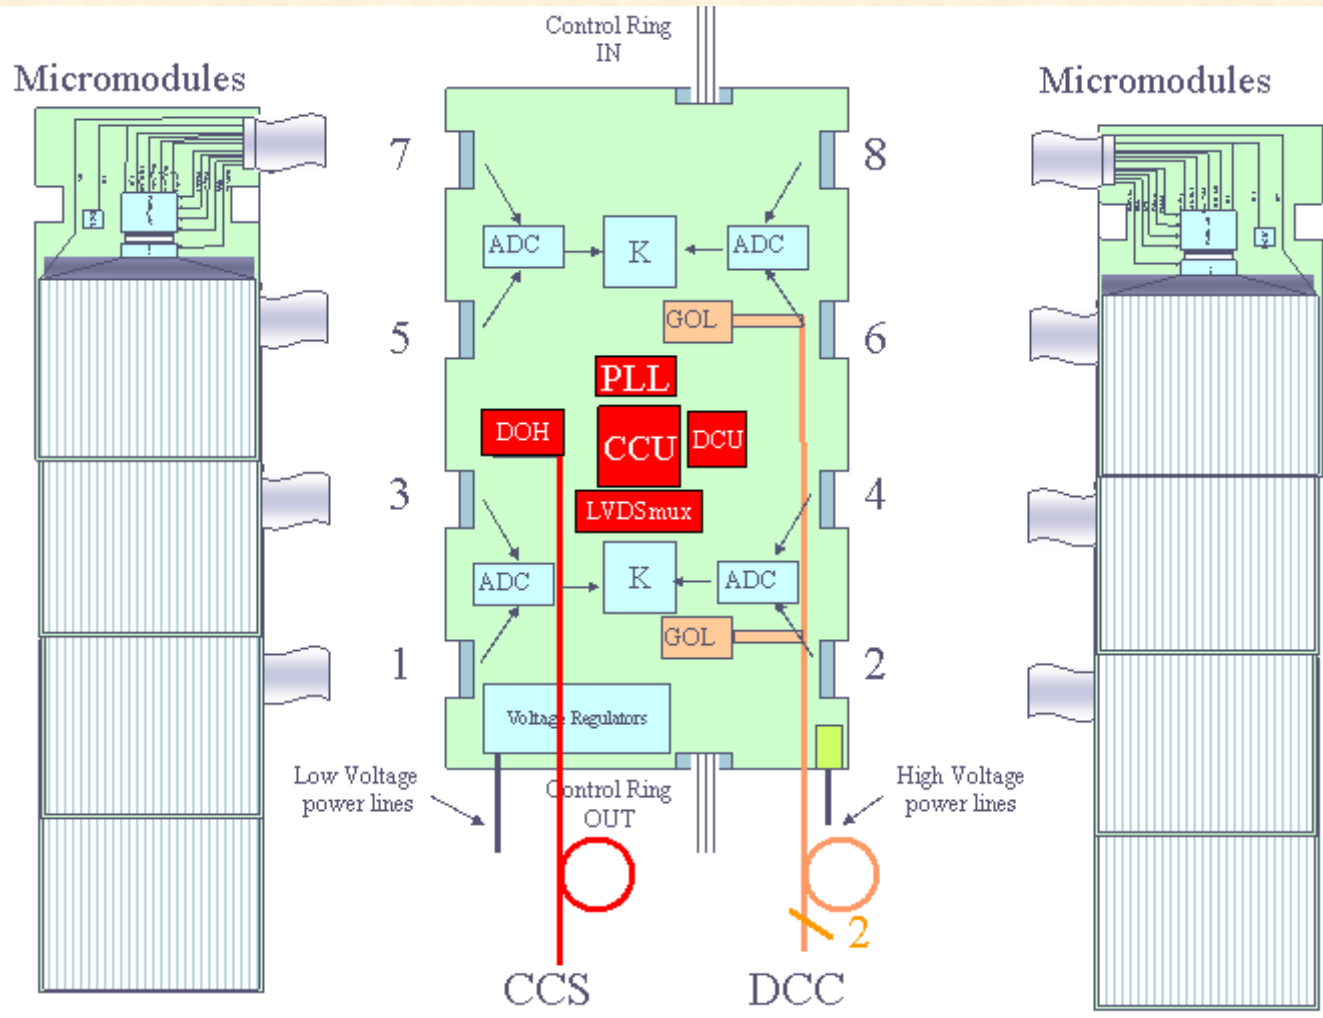 Control Ring
IN
Micromodules
Micromodules
7
8
ADC
K
ADC
5
GOL
6
PLL
DOH
CCU
DCU
3
LVDSmux
4
ADC
K
ADC
GOL
1
2
Voltage Regulators
Low Voltage
power lines
Control Ring
OUT
High Voltage
power lines
2
CCS
DCC